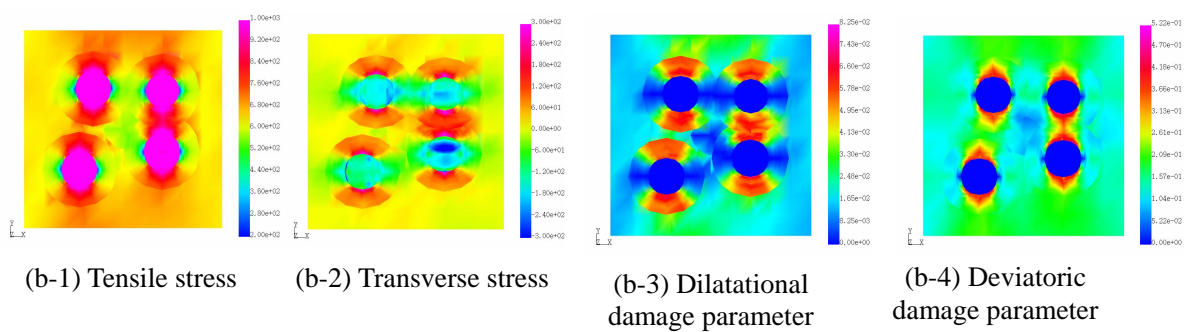 1.00e+03
9.20e+02
8.40e+02
7.60e+02
6.80e+02
6.00e+02
5.20e+02
4.40e+02
3.60e+02
2.80e+02
2.00e+02
Y
Z X
(b-1) Tensile stress
3.00e+02
2.40e+02
1.80e+02
1.20e+02
6.00e+01
0.00e+00
-6.00e+01
-1.20e+02
-1.80e+02
-2.40e+02
-3.00e+02
Y
Z X
(b-2) Transverse stress
8.25e-02
7.43e-02
6.60e-02
5.78e-02
4.95e-02
4.13e-02
3.30e-02
2.48e-02
1.65e-02
8.25e-03
0.00e+00
Y
Z X
(b-3) Dilatational
damage parameter
5.22e-01
4.70e-01
4.18e-01
3.66e-01
3.13e-01
2.61e-01
2.09e-01
1.57e-01
1.04e-01
5.22e-02
0.00e+00
Y
Z X
(b-4) Deviatoric
damage parameter